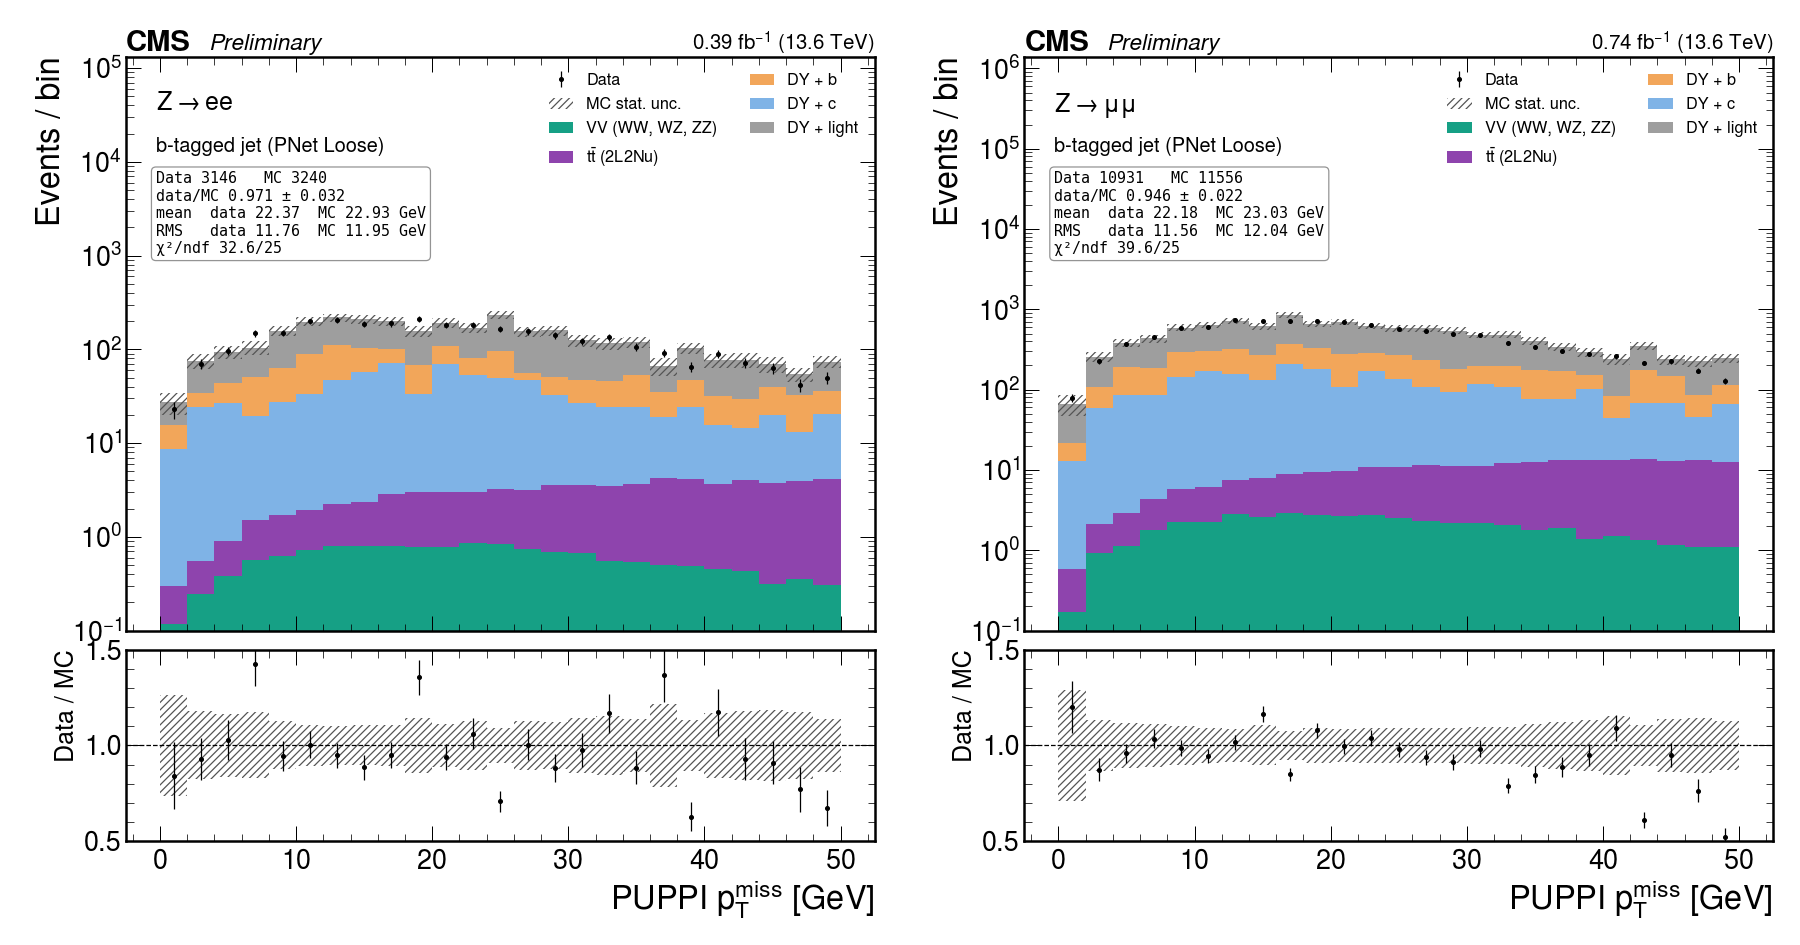 CMS Preliminary 0.39 fb⁻¹ (13.6 TeV)
Events / bin
10⁵
10⁴
10³
10²
10¹
10⁰
10⁻¹
Z → ee
b-tagged jet (PNet Loose)
Data 3146 MC 3240
data/MC 0.971 ± 0.032
mean data 22.37 MC 22.93 GeV
RMS data 11.76 MC 11.95 GeV
χ²/ndf 32.6/25
Data
MC stat. unc.
VV (WW, WZ, ZZ)
tt̄ (2L2Nu)
DY + b
DY + c
DY + light
Data / MC
1.5
1.0
0.5
0 10 20 30 40 50
PUPPI p_T^miss [GeV]
CMS Preliminary 0.74 fb⁻¹ (13.6 TeV)
Events / bin
10⁶
10⁵
10⁴
10³
10²
10¹
10⁰
10⁻¹
Z → μμ
b-tagged jet (PNet Loose)
Data 10931 MC 11556
data/MC 0.946 ± 0.022
mean data 22.18 MC 23.03 GeV
RMS data 11.56 MC 12.04 GeV
χ²/ndf 39.6/25
Data
MC stat. unc.
VV (WW, WZ, ZZ)
tt̄ (2L2Nu)
DY + b
DY + c
DY + light
Data / MC
1.5
1.0
0.5
0 10 20 30 40 50
PUPPI p_T^miss [GeV]